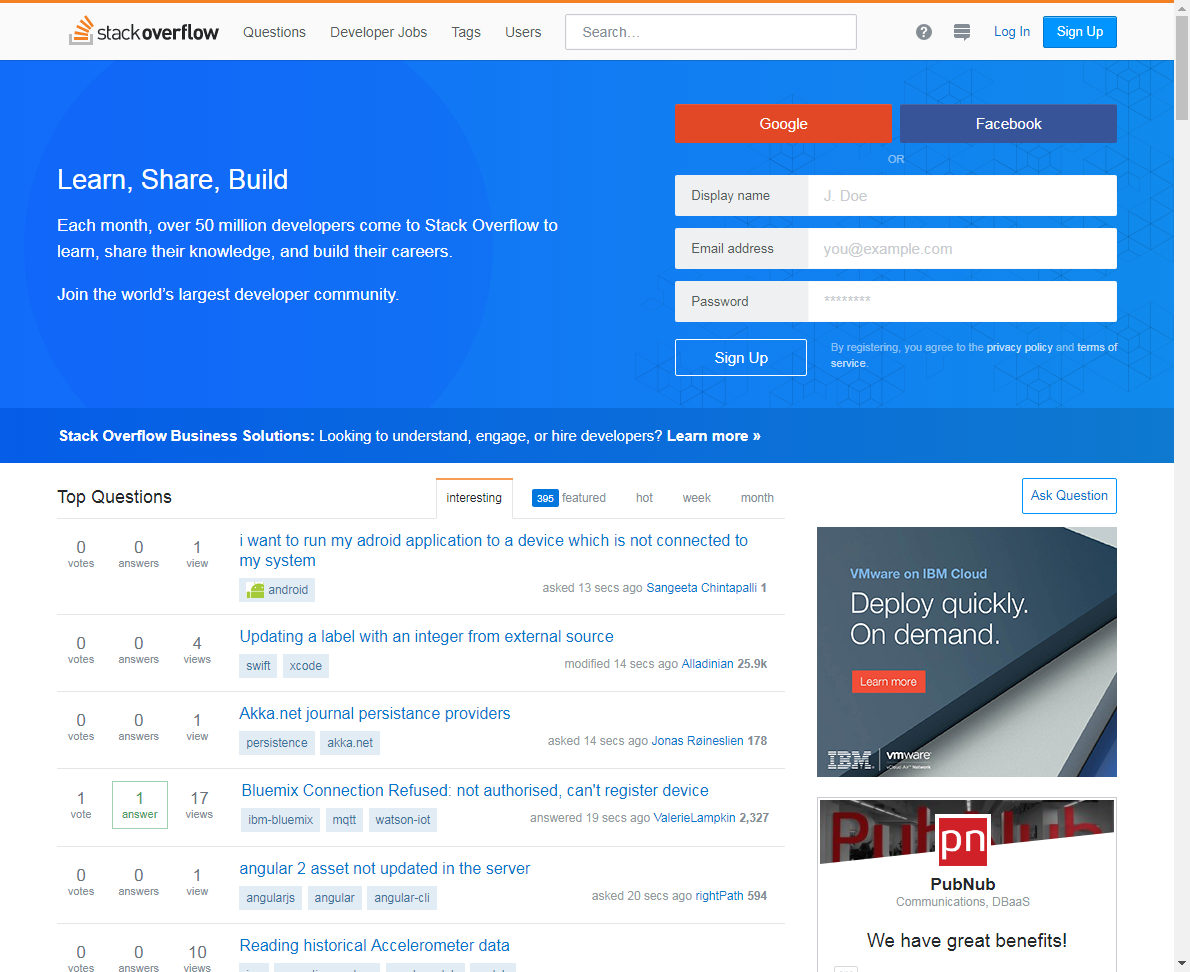 stackoverflow Questions Developer Jobs Tags Users Search... ? Log In Sign Up
Google Facebook
OR
Learn, Share, Build
Display name J. Doe
Each month, over 50 million developers come to Stack Overflow to
learn, share their knowledge, and build their careers.
Email address you@example.com
Join the world's largest developer community.
Password ********
Sign Up
By registering, you agree to the privacy policy and terms of
service.
Stack Overflow Business Solutions: Looking to understand, engage, or hire developers? Learn more »
Top Questions interesting 395 featured hot week month
Ask Question
0 votes 0 answers 1 view
i want to run my adroid application to a device which is not connected to
my system
android
asked 13 secs ago Sangeeta Chintapalli 1
0 votes 0 answers 4 views
Updating a label with an integer from external source
swift xcode
modified 14 secs ago Alladinian 25.9k
0 votes 0 answers 1 view
Akka.net journal persistance providers
persistence akka.net
asked 14 secs ago Jonas Røineslien 178
1 vote 1 answer 17 views
Bluemix Connection Refused: not authorised, can't register device
ibm-bluemix mqtt watson-iot
answered 19 secs ago ValerieLampkin 2,327
0 votes 0 answers 1 view
angular 2 asset not updated in the server
angularjs angular angular-cli
asked 20 secs ago rightPath 594
0 votes 0 answers 10 views
Reading historical Accelerometer data
VMware on IBM Cloud
Deploy quickly.
On demand.
Learn more
IBM. vmware
vCloud Air Network
PubNub
pn
PubNub
Communications, DBaaS
We have great benefits!